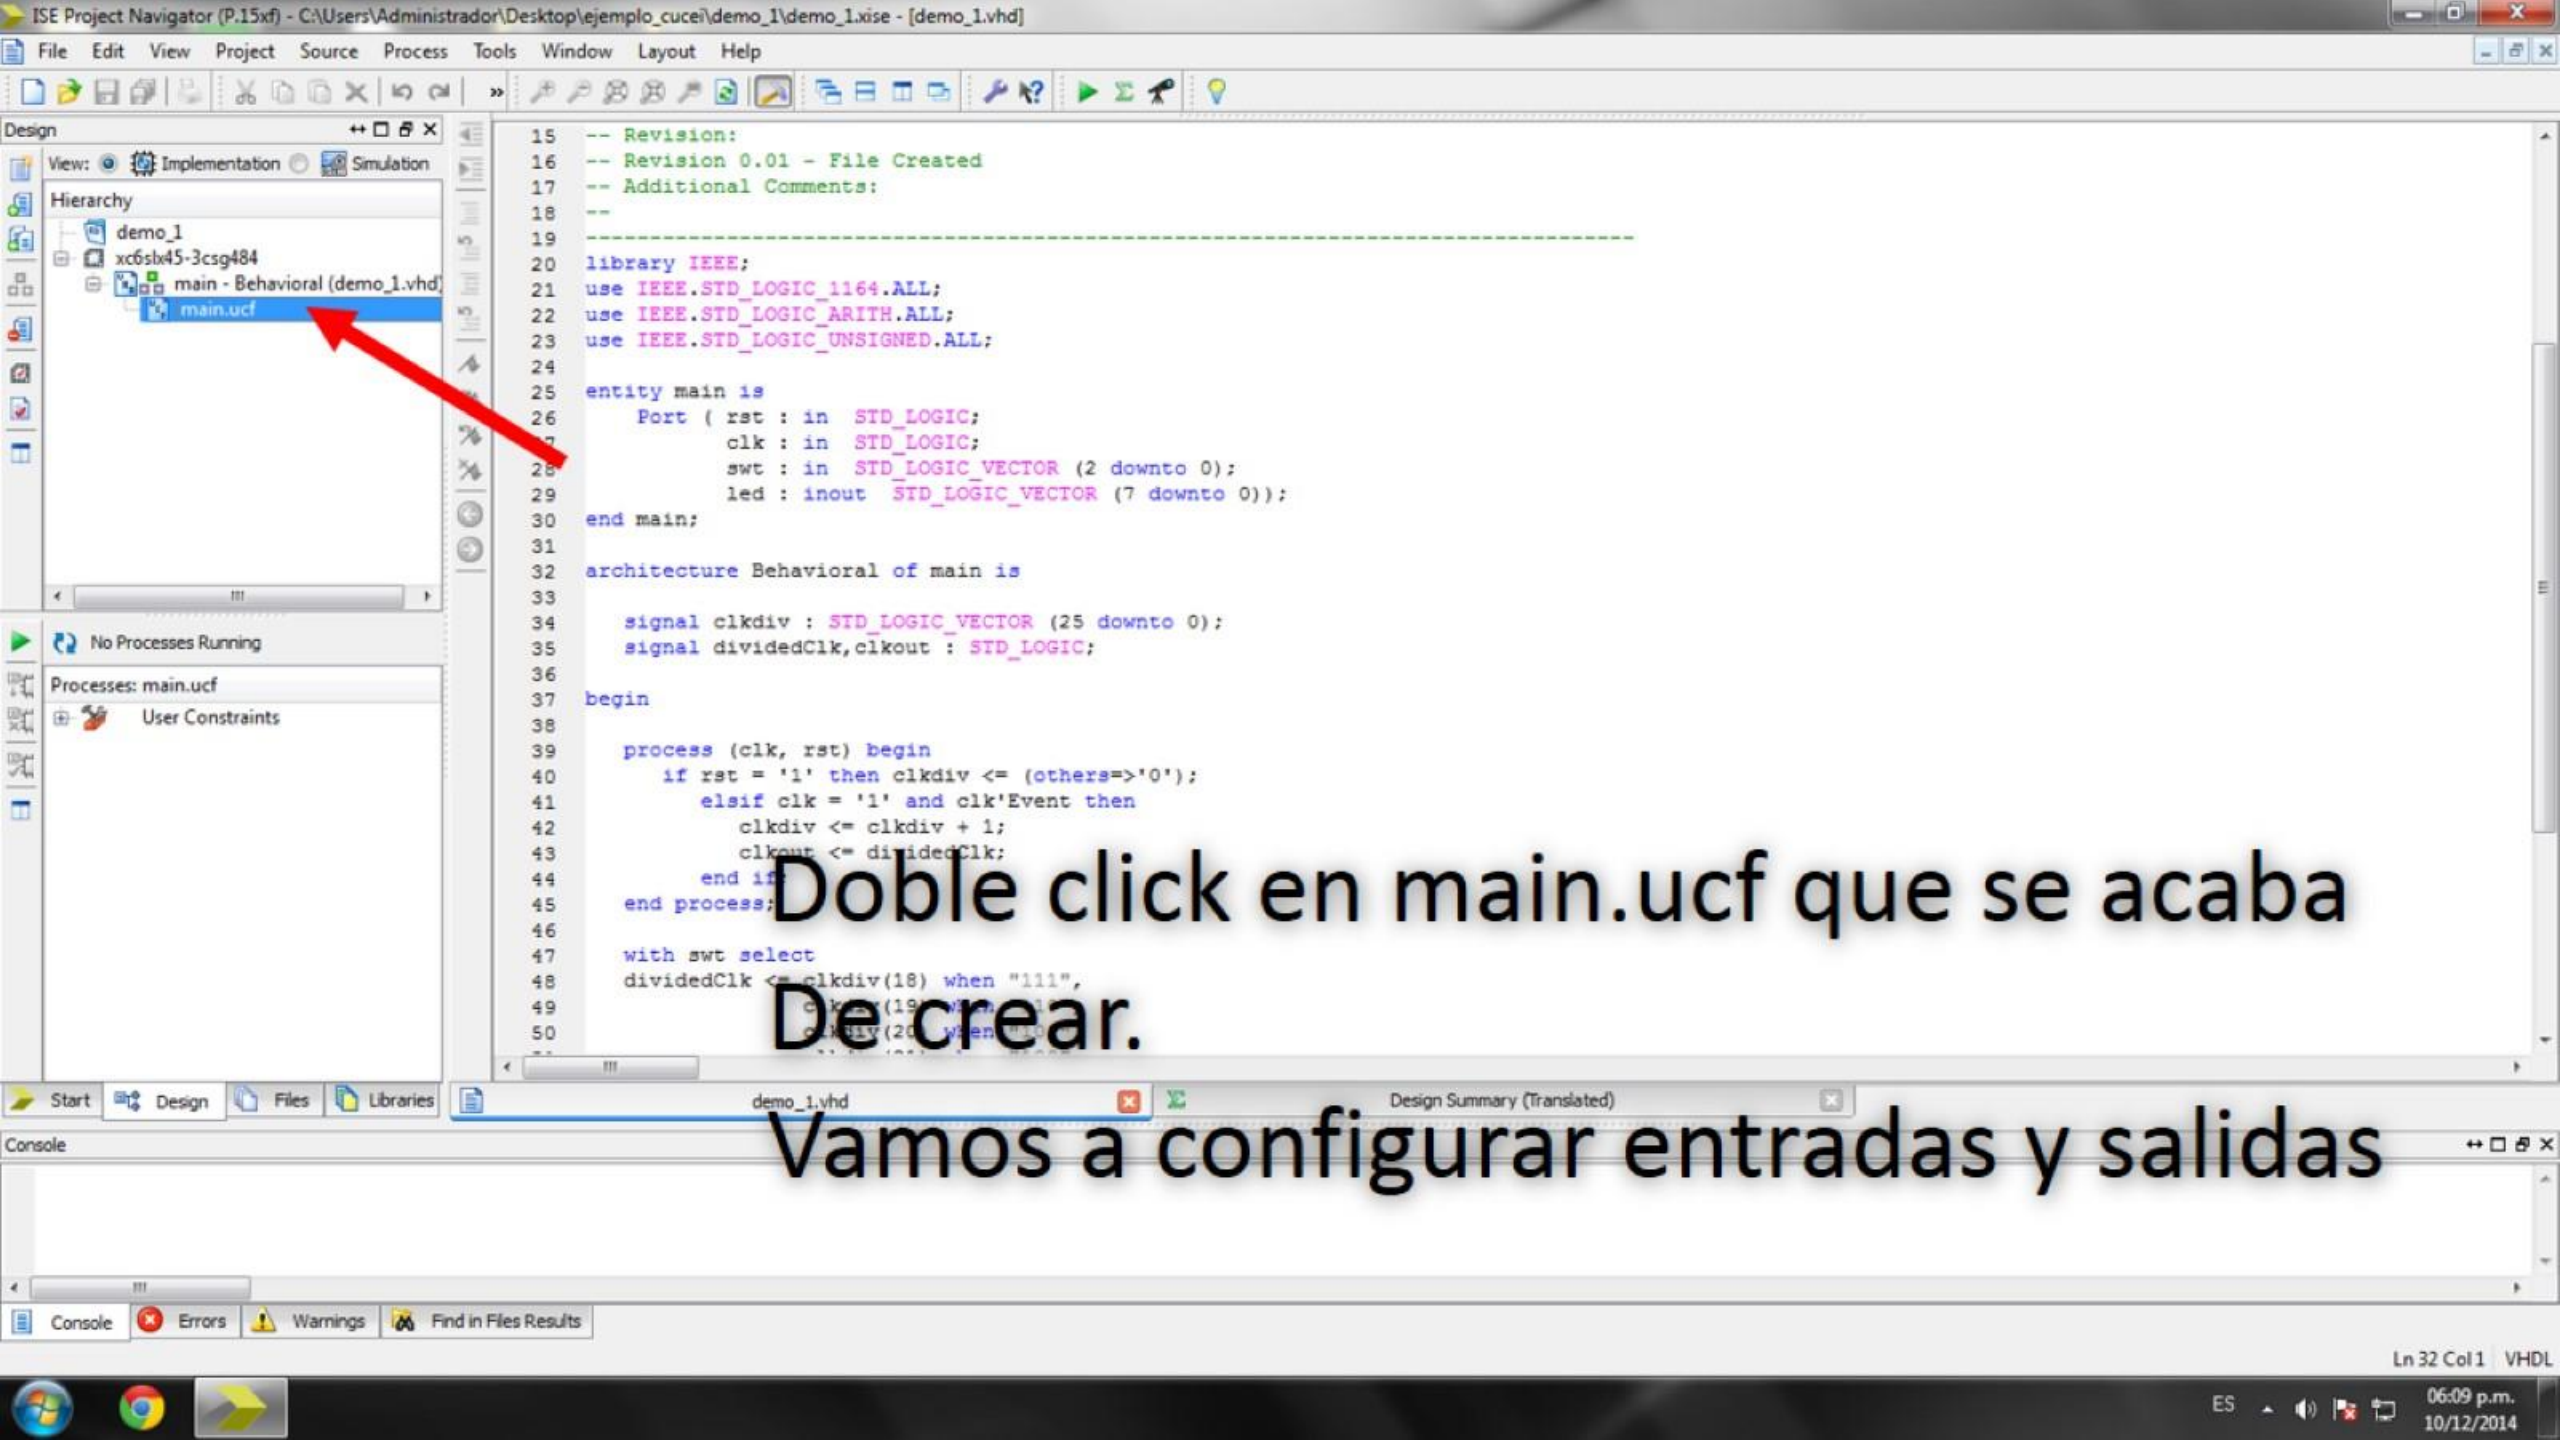 ISE Project Navigator (P.15xf) - C:\Users\Administrador\Desktop\ejemplo_cucei\demo_1\demo_1.xise - [demo_1.vhd]
File Edit View Project Source Process Tools Window Layout Help
Design
View: Implementation Simulation
Hierarchy
demo_1
xc6slx45-3csg484
main - Behavioral (demo_1.vhd)
main.ucf
No Processes Running
Processes: main.ucf
User Constraints
Start Design Files Libraries
15 -- Revision:
16 -- Revision 0.01 - File Created
17 -- Additional Comments:
18 --
19 ----------------------------------------------------------------------------------
20 library IEEE;
21 use IEEE.STD_LOGIC_1164.ALL;
22 use IEEE.STD_LOGIC_ARITH.ALL;
23 use IEEE.STD_LOGIC_UNSIGNED.ALL;
24
25 entity main is
26 Port ( rst : in STD_LOGIC;
clk : in STD_LOGIC;
28 swt : in STD_LOGIC_VECTOR (2 downto 0);
29 led : inout STD_LOGIC_VECTOR (7 downto 0));
30 end main;
31
32 architecture Behavioral of main is
33
34 signal clkdiv : STD_LOGIC_VECTOR (25 downto 0);
35 signal dividedClk,clkout : STD_LOGIC;
36
37 begin
38
39 process (clk, rst) begin
40 if rst = '1' then clkdiv <= (others=>'0');
41 elsif clk = '1' and clk'Event then
42 clkdiv <= clkdiv + 1;
43 clkout <= dividedClk;
44 end if
45 end process;
46
47 with swt select
48 dividedClk <= clkdiv(18) when "111",
49
50
Doble click en main.ucf que se acaba
De crear.
Vamos a configurar entradas y salidas
demo_1.vhd Design Summary (Translated)
Console
Console Errors Warnings Find in Files Results
Ln 32 Col 1 VHDL
ES
06:09 p.m.
10/12/2014